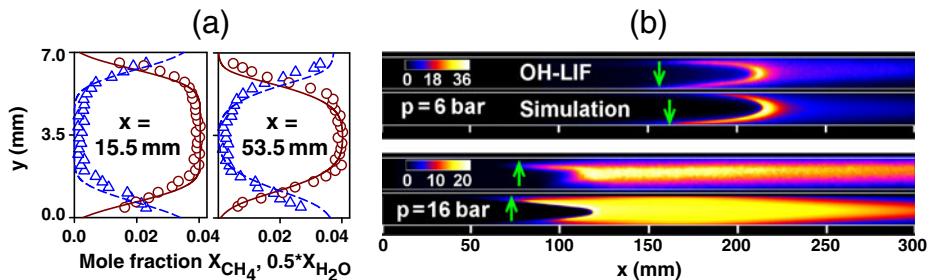 (a)
7.0
y (mm)
3.5
0.0
x =
15.5 mm
x =
53.5 mm
0.0 0.02 0.04 0.02 0.04
Mole fraction X_CH₄, 0.5*X_H₂O
(b)
0 18 36
OH-LIF
p = 6 bar
Simulation
0 10 20
p = 16 bar
0 50 100 150 200 250 300
x (mm)